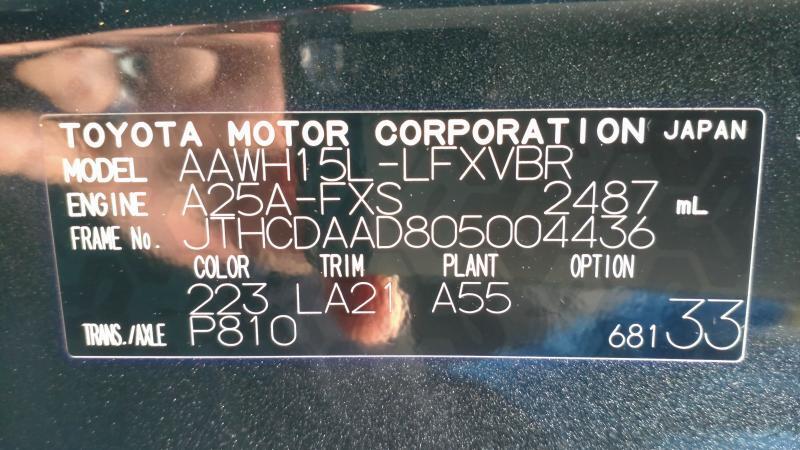 TOYOTA MOTOR CORPORATION JAPAN
MODEL AAWH15L-LFXVBR
ENGINE A25A-FXS 2487 mL
FRAME No. JTHCDAAD805004436
COLOR TRIM PLANT OPTION
223 LA21 A55
TRANS./AXLE P810 681 33